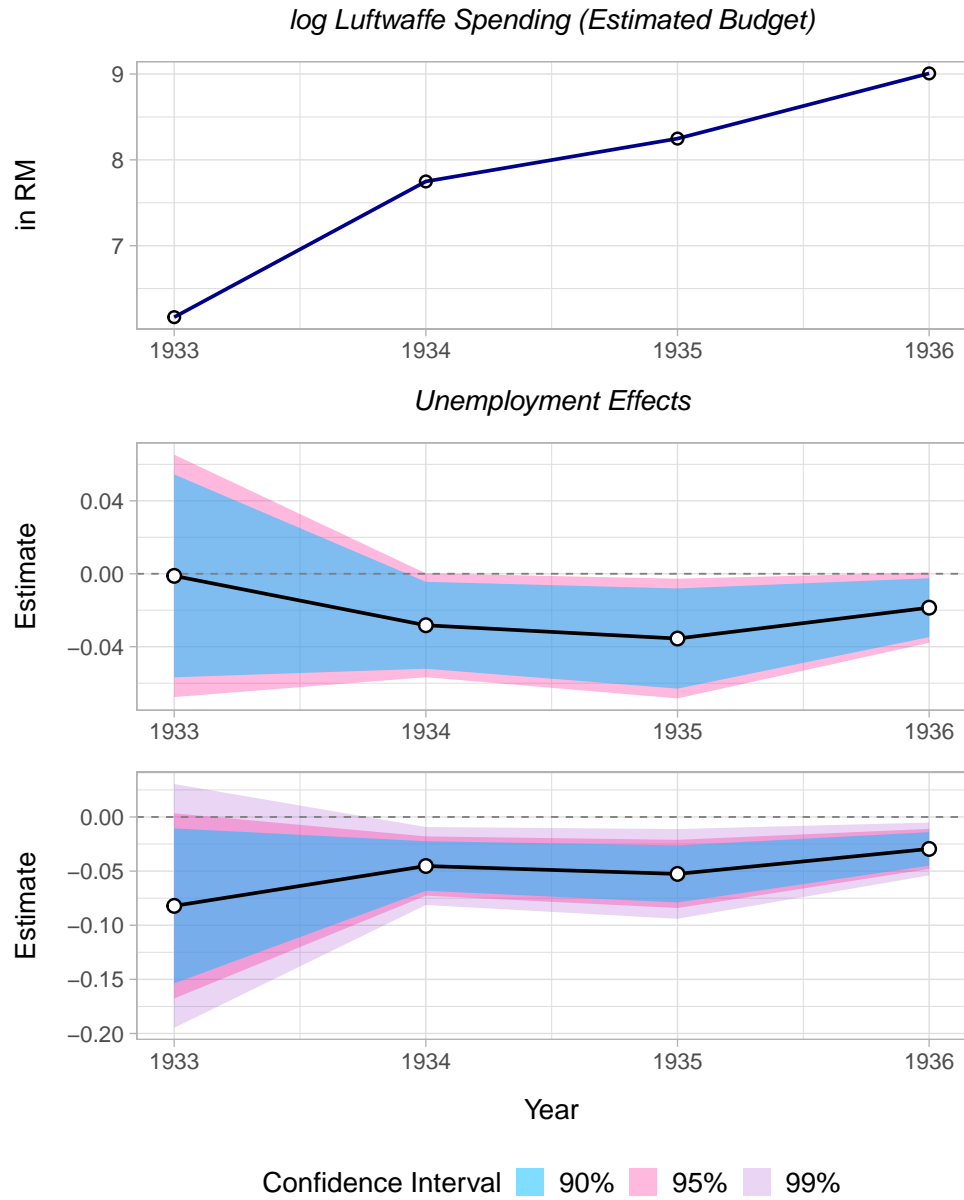 log Luftwaffe Spending (Estimated Budget)
in RM
9
8
7
1933 1934 1935 1936
Unemployment Effects
Estimate
0.04
0.00
−0.04
1933 1934 1935 1936
Estimate
0.00
−0.05
−0.10
−0.15
−0.20
1933 1934 1935 1936
Year
Confidence Interval 90% 95% 99%